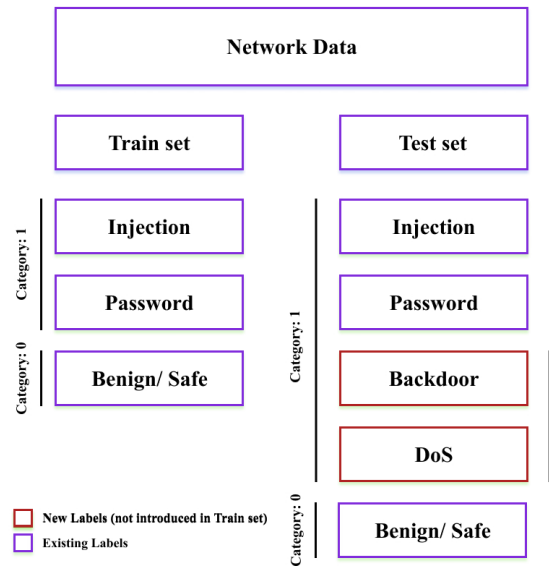 Network Data
Train set
Test set
Category: 1
Injection
Password
Category: 0
Benign/ Safe
Category: 1
Injection
Password
Backdoor
DoS
Category: 0
Benign/ Safe
New Labels (not introduced in Train set)
Existing Labels